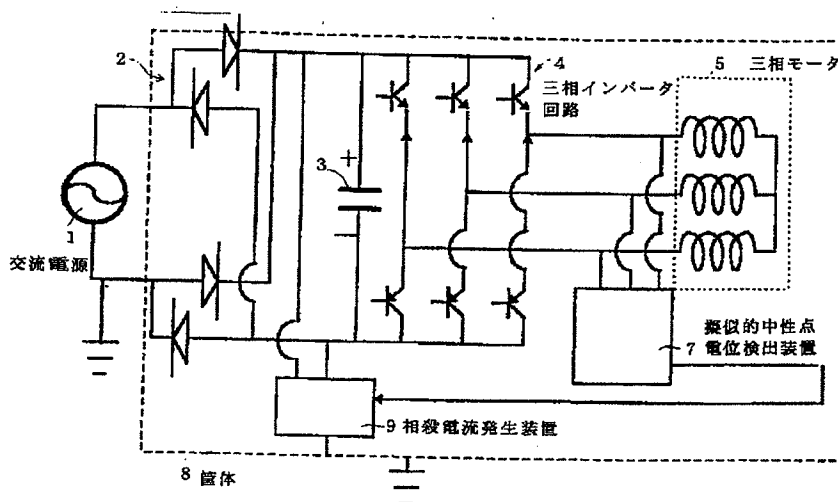 2
4
三相インバータ
回路
5 三相モータ
3
+
1
交流電源
擬似的中性点
7 電位検出装置
9 相殺電流発生装置
8 筐体